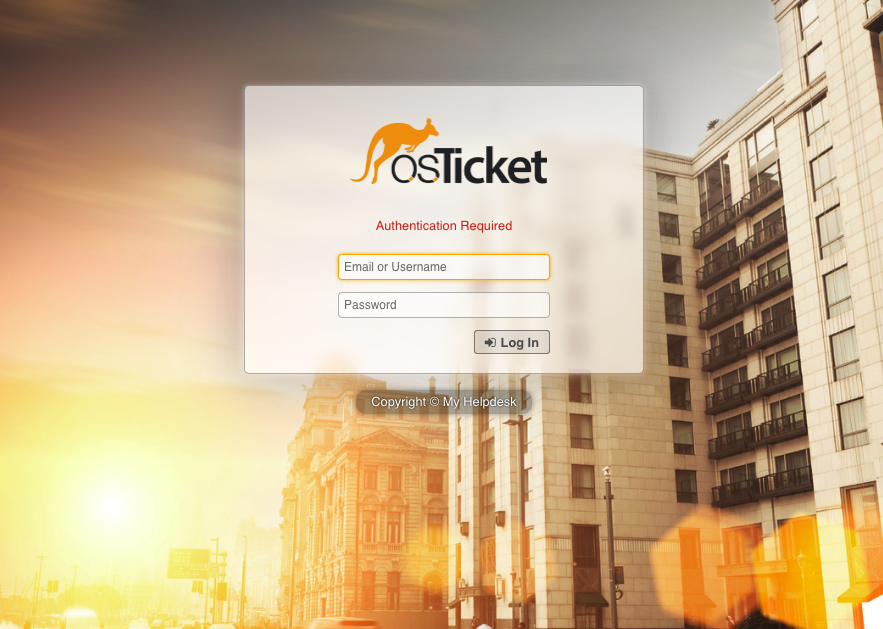 osTicket
Authentication Required
Email or Username
Password
Log In
Copyright © My Helpdesk